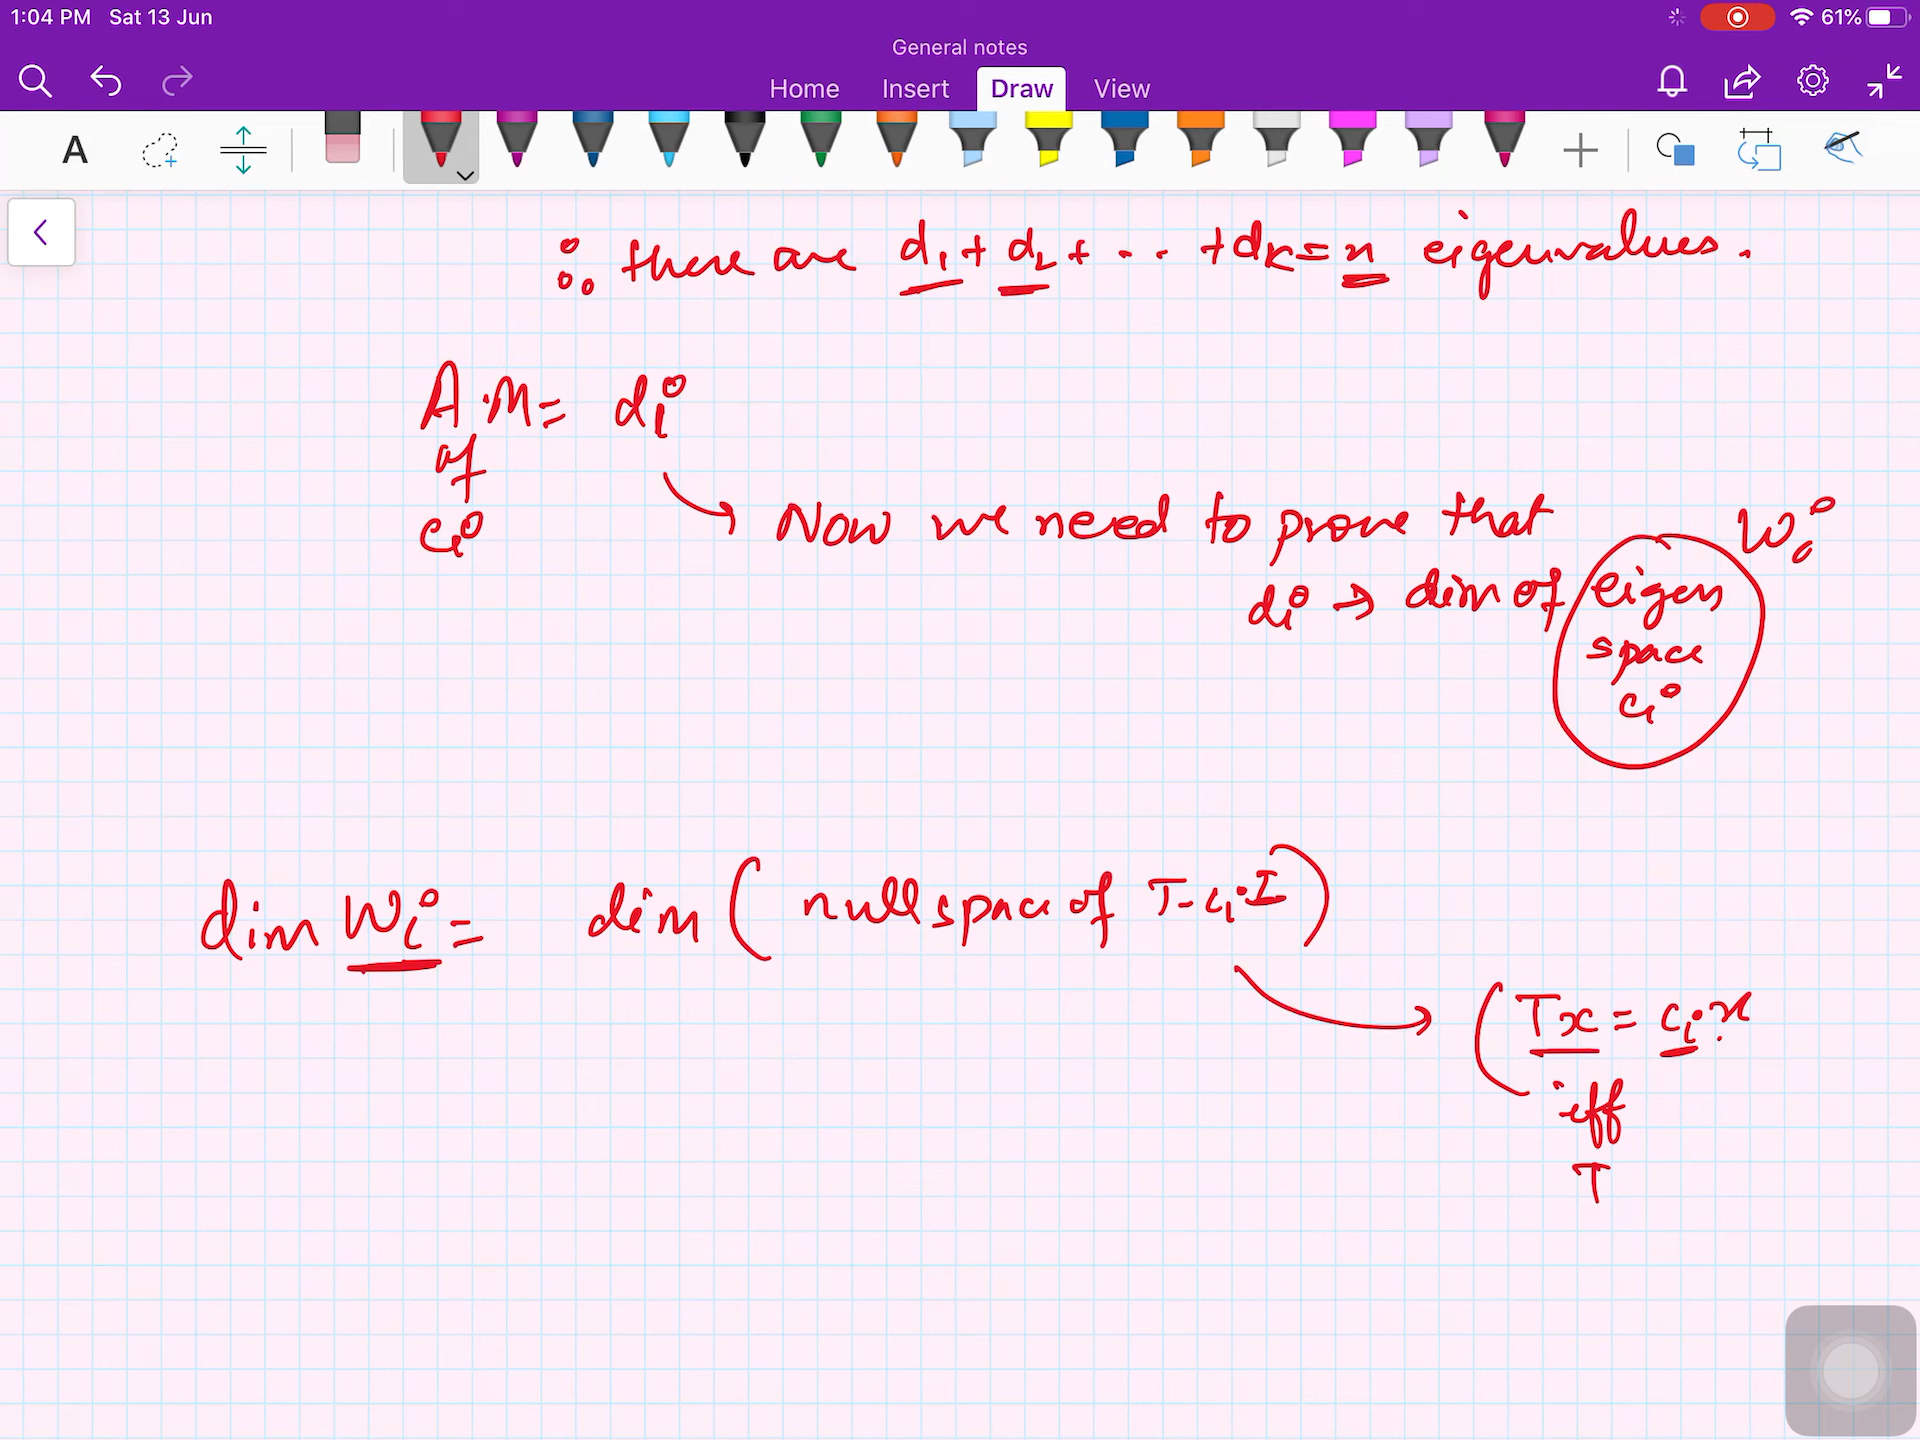 1:04 PM Sat 13 Jun
61%
General notes
Home Insert Draw View
A
∴ there are d₁ + d₂ + ... + dₖ = n eigenvalues.
A.M = dᵢ
of
cᵢ
Now we need to prove that
Wᵢ
dᵢ → dim of eigen
space
cᵢ
dim Wᵢ = dim ( null space of T - cᵢI )
( Tx = cᵢx
iff
T